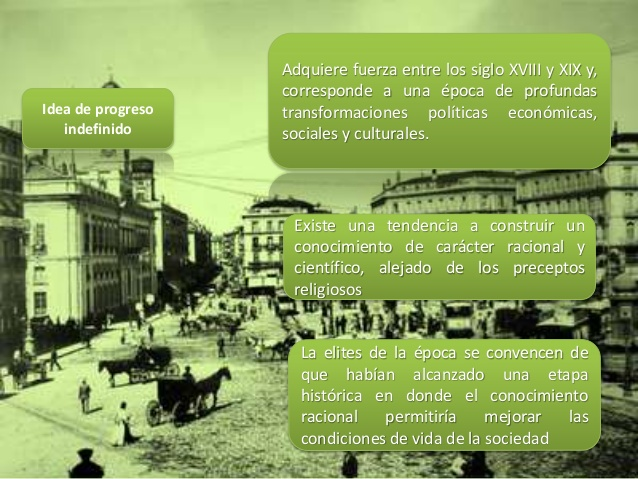 Idea de progreso
indefinido
Adquiere fuerza entre los siglo XVIII y XIX y,
corresponde a una época de profundas
transformaciones políticas económicas,
sociales y culturales.
Existe una tendencia a construir un
conocimiento de carácter racional y
científico, alejado de los preceptos
religiosos
La elites de la época se convencen de
que habían alcanzado una etapa
histórica en donde el conocimiento
racional permitiría mejorar las
condiciones de vida de la sociedad